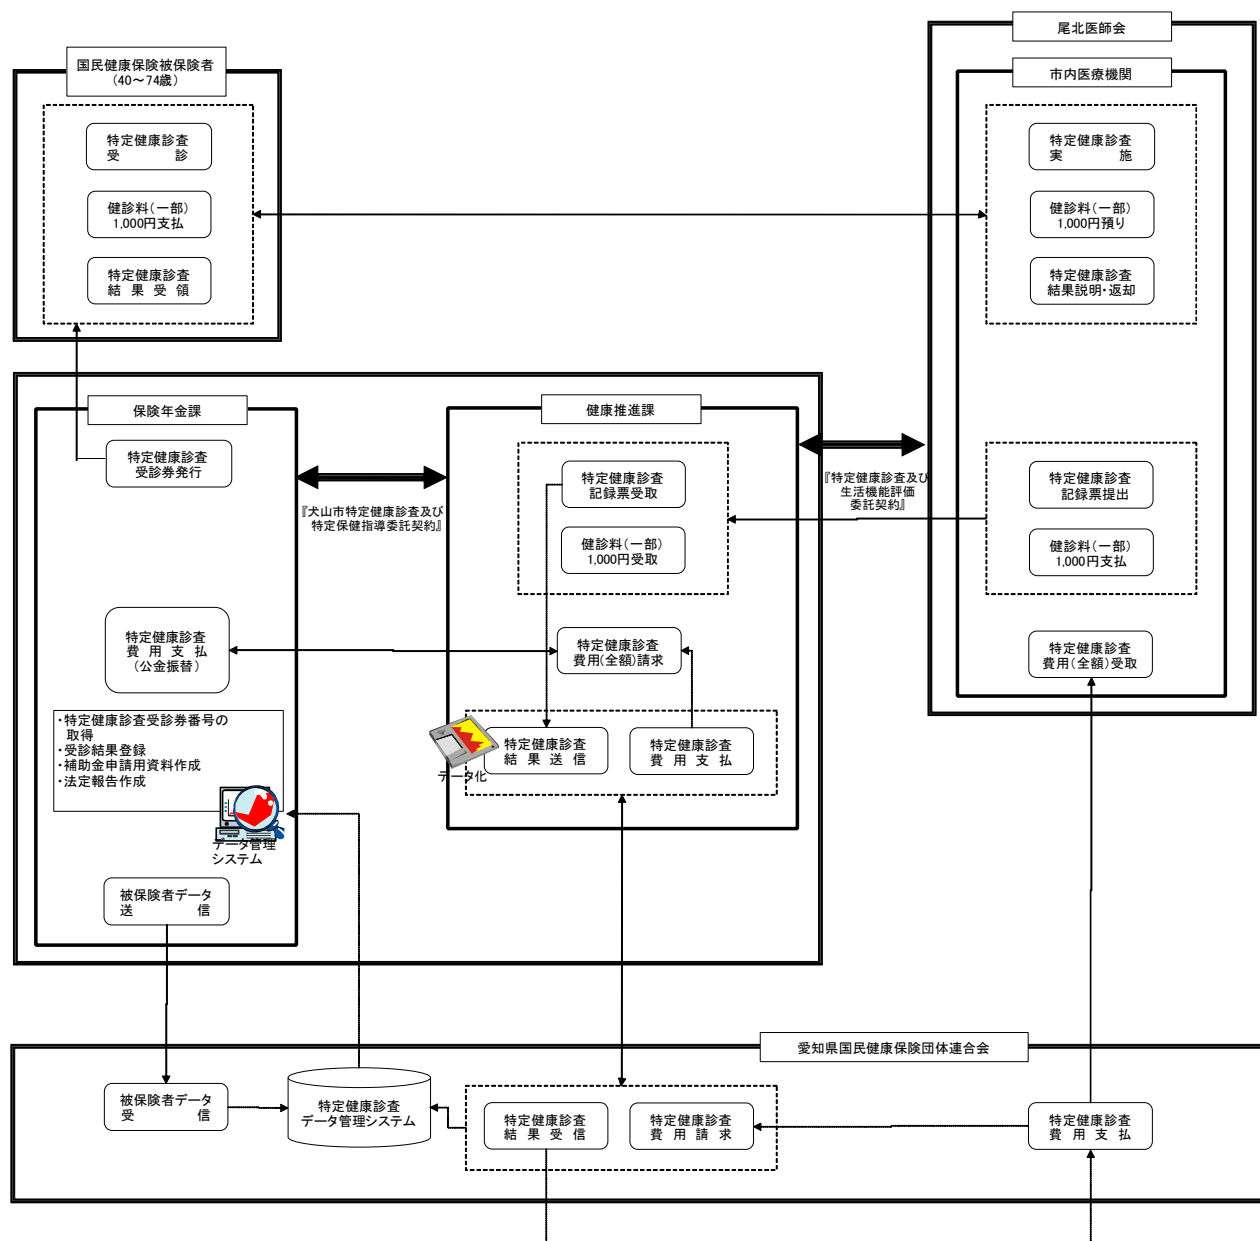 国民健康保険被保険者
(40～74歳)
特定健康診査
受　　　　診
健診料(一部)
1,000円支払
特定健康診査
結 果 受 領
尾北医師会
市内医療機関
特定健康診査
実　　　　施
健診料(一部)
1,000円預り
特定健康診査
結果説明・返却
保険年金課
特定健康診査
受診券発行
『犬山市特定健康診査及び
特定保健指導委託契約』
健康推進課
特定健康診査
記録票受取
健診料(一部)
1,000円受取
『特定健康診査及び
生活機能評価
委託契約』
特定健康診査
記録票提出
健診料(一部)
1,000円支払
特定健康診査
費 用 支 払
(公金振替)
特定健康診査
費用(全額)請求
特定健康診査
費用(全額)受取
・特定健康診査受診券番号の
取得
・受診結果登録
・補助金申請用資料作成
・法定報告作成
データ管理
システム
データ化
特定健康診査
結 果 送 信
特定健康診査
費 用 支 払
被保険者データ
送　　　　信
愛知県国民健康保険団体連合会
被保険者データ
受　　　　信
特定健康診査
データ管理システム
特定健康診査
結 果 受 信
特定健康診査
費 用 請 求
特定健康診査
費 用 支 払